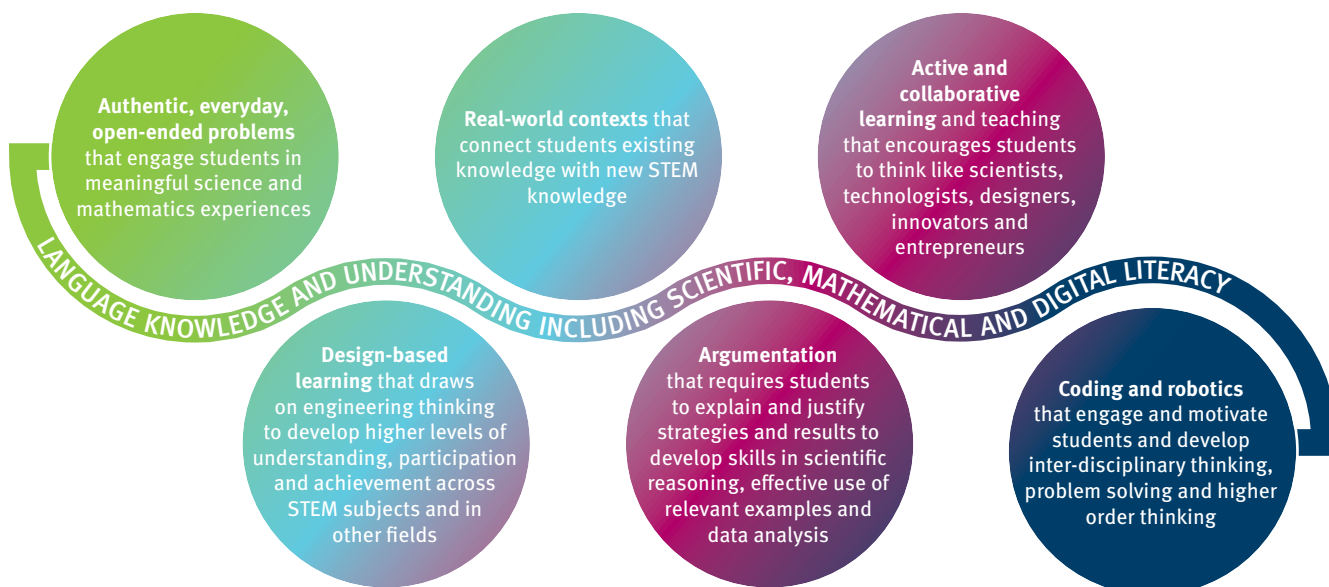 Authentic, everyday,
open-ended problems
that engage students in
meaningful science and
mathematics experiences
Real-world contexts that
connect students existing
knowledge with new STEM
knowledge
Active and
collaborative
learning and teaching
that encourages students
to think like scientists,
technologists, designers,
innovators and
entrepreneurs
LANGUAGE KNOWLEDGE AND UNDERSTANDING INCLUDING SCIENTIFIC, MATHEMATICAL AND DIGITAL LITERACY
Design-based
learning that draws
on engineering thinking
to develop higher levels of
understanding, participation
and achievement across
STEM subjects and in
other fields
Argumentation
that requires students
to explain and justify
strategies and results to
develop skills in scientific
reasoning, effective use of
relevant examples and
data analysis
Coding and robotics
that engage and motivate
students and develop
inter-disciplinary thinking,
problem solving and higher
order thinking